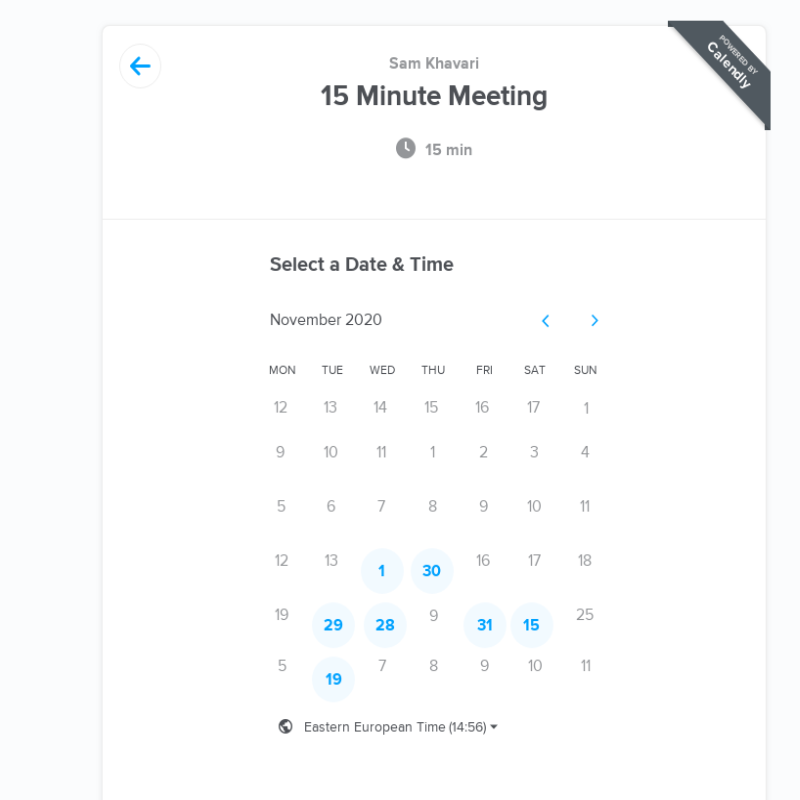 Sam Khavari
POWERED BY
Calendly
15 Minute Meeting
15 min
Select a Date & Time
November 2020
MON TUE WED THU FRI SAT SUN
12 13 14 15 16 17 1
9 10 11 1 2 3 4
5 6 7 8 9 10 11
12 13 1 30 16 17 18
19 29 28 9 31 15 25
5 19 7 8 9 10 11
Eastern European Time (14:56)